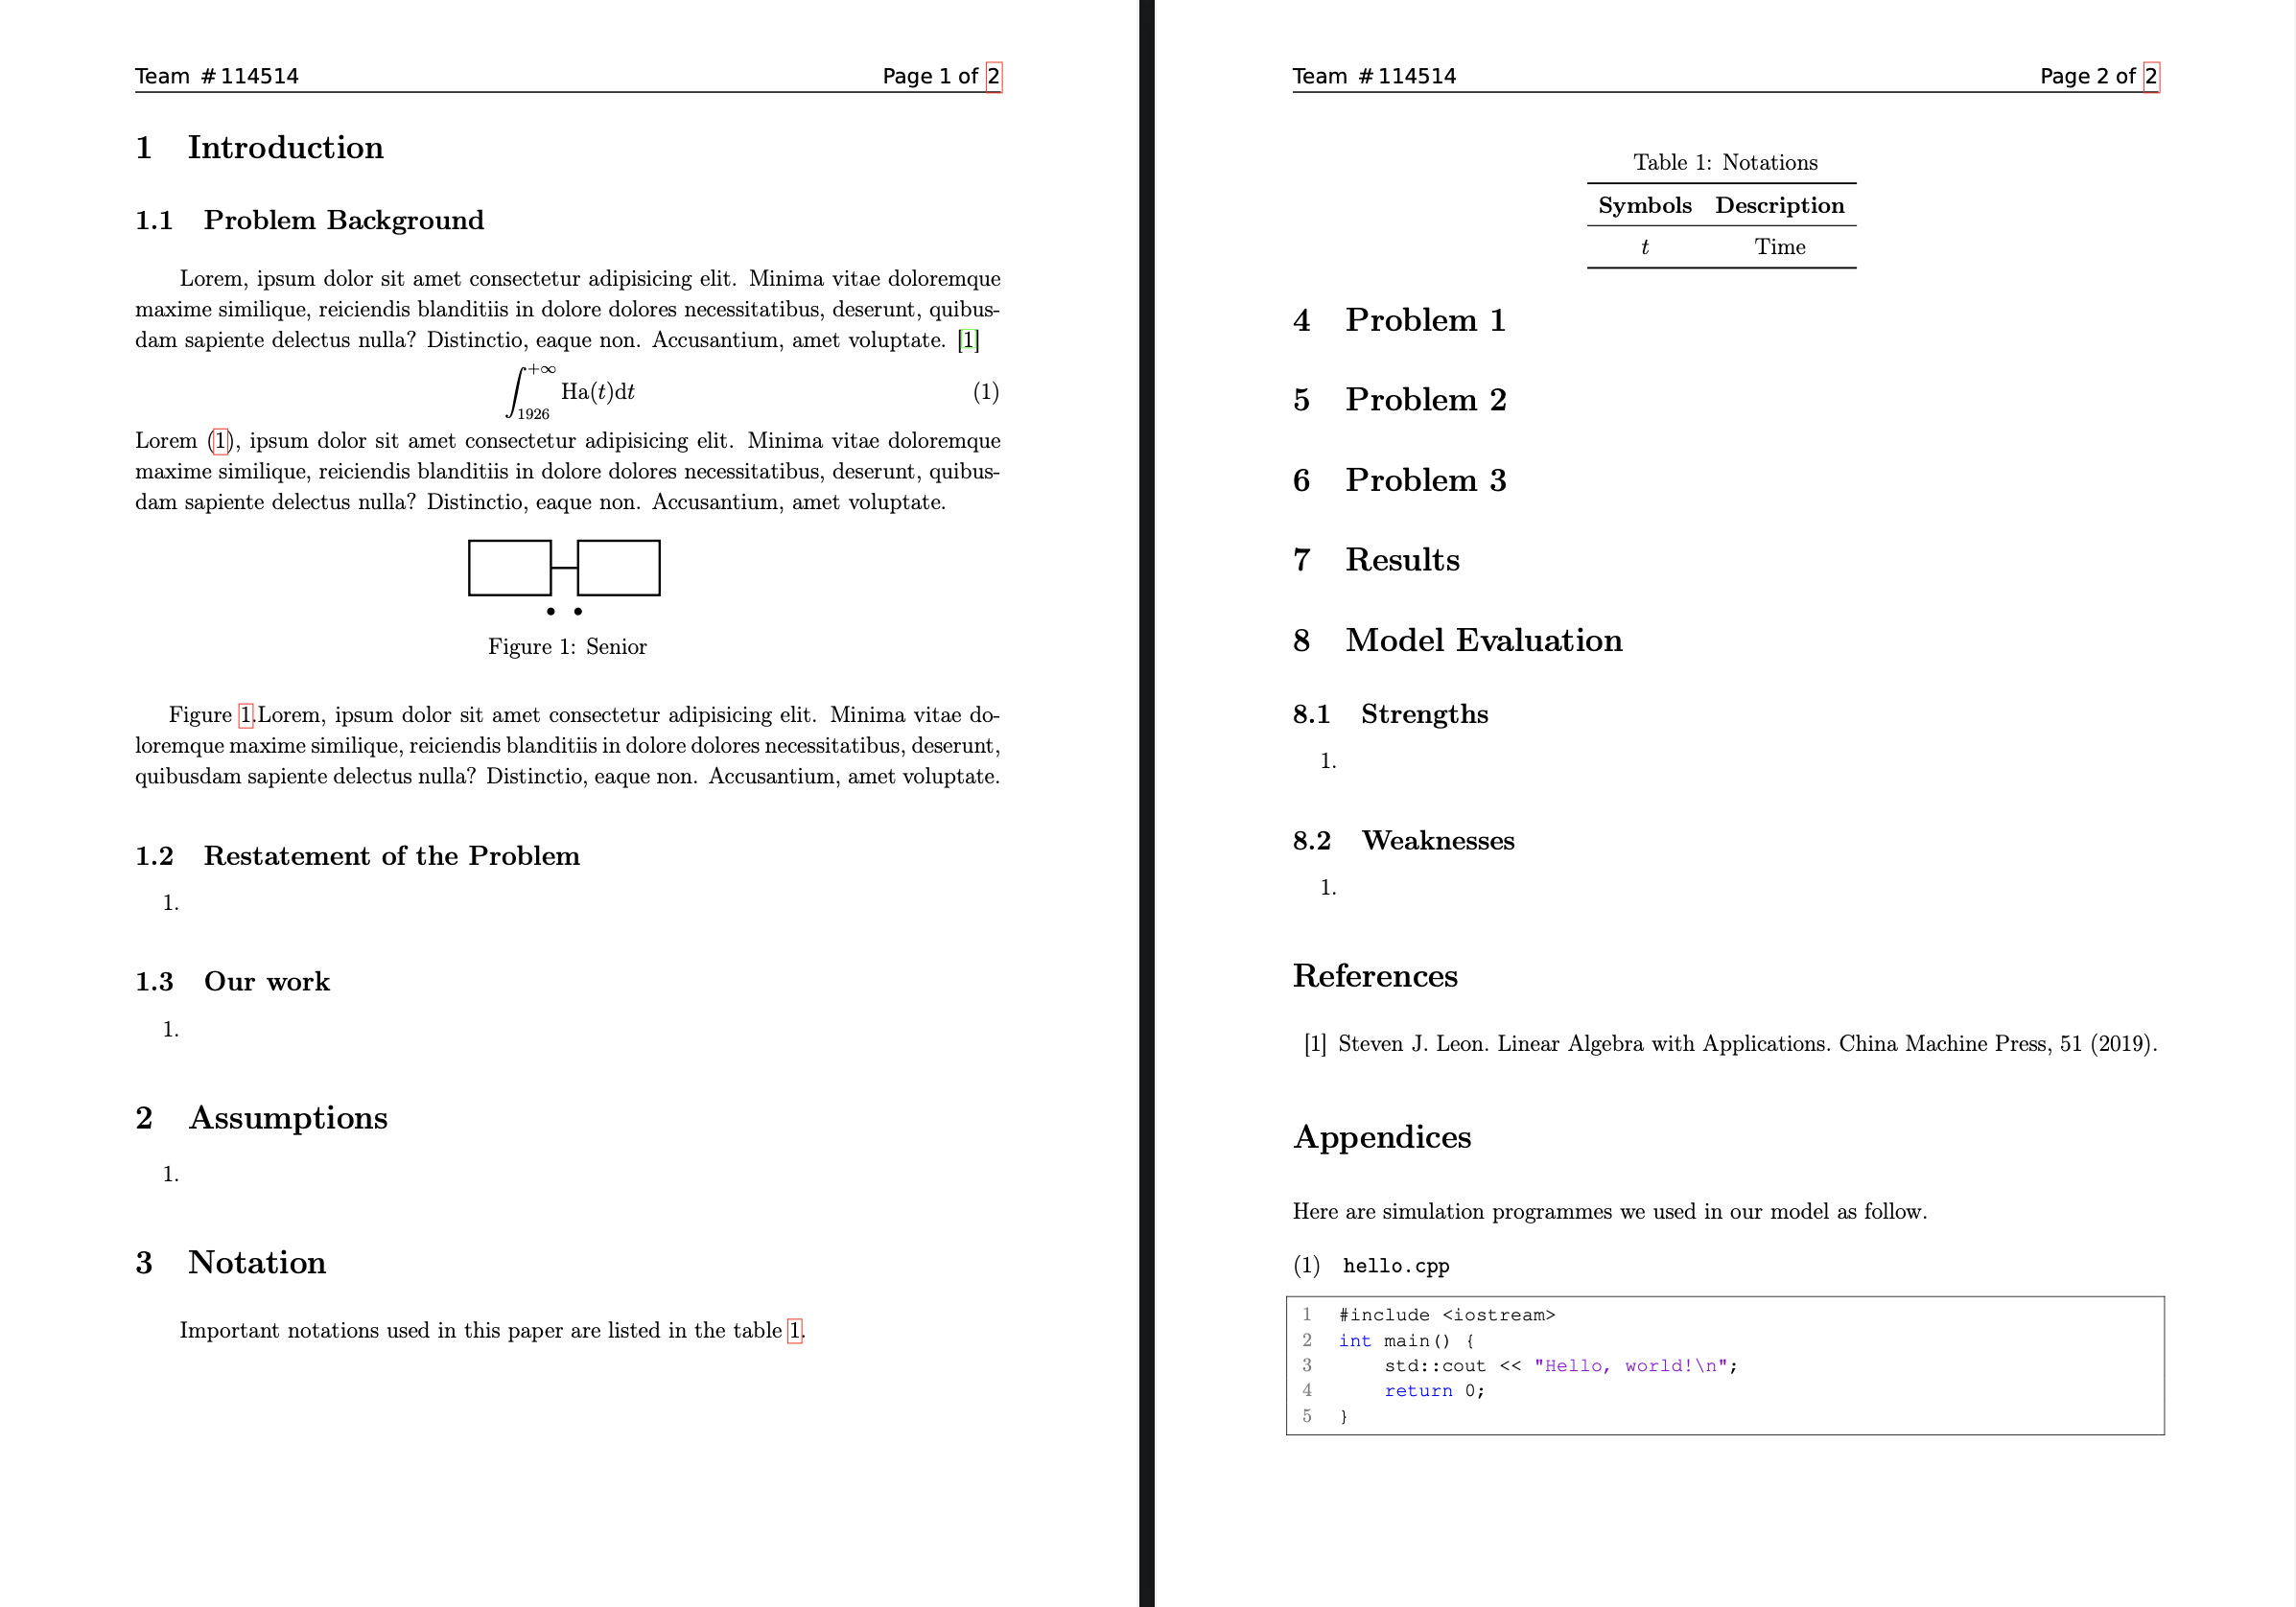 Team # 114514
Page 1 of 2
1 Introduction
1.1 Problem Background
Lorem, ipsum dolor sit amet consectetur adipisicing elit. Minima vitae doloremque
maxime similique, reiciendis blanditiis in dolore dolores necessitatibus, deserunt, quibus-
dam sapiente delectus nulla? Distinctio, eaque non. Accusantium, amet voluptate. [1]
∫_{1926}^{+∞} Ha(t)dt (1)
Lorem (1), ipsum dolor sit amet consectetur adipisicing elit. Minima vitae doloremque
maxime similique, reiciendis blanditiis in dolore dolores necessitatibus, deserunt, quibus-
dam sapiente delectus nulla? Distinctio, eaque non. Accusantium, amet voluptate.
Figure 1: Senior
Figure 1.Lorem, ipsum dolor sit amet consectetur adipisicing elit. Minima vitae do-
loremque maxime similique, reiciendis blanditiis in dolore dolores necessitatibus, deserunt,
quibusdam sapiente delectus nulla? Distinctio, eaque non. Accusantium, amet voluptate.
1.2 Restatement of the Problem
1.
1.3 Our work
1.
2 Assumptions
1.
3 Notation
Important notations used in this paper are listed in the table 1.
Team # 114514
Page 2 of 2
Table 1: Notations
Symbols Description
t Time
4 Problem 1
5 Problem 2
6 Problem 3
7 Results
8 Model Evaluation
8.1 Strengths
1.
8.2 Weaknesses
1.
References
[1] Steven J. Leon. Linear Algebra with Applications. China Machine Press, 51 (2019).
Appendices
Here are simulation programmes we used in our model as follow.
(1) hello.cpp
1 #include <iostream>
2 int main() {
3     std::cout << "Hello, world!\n";
4     return 0;
5 }